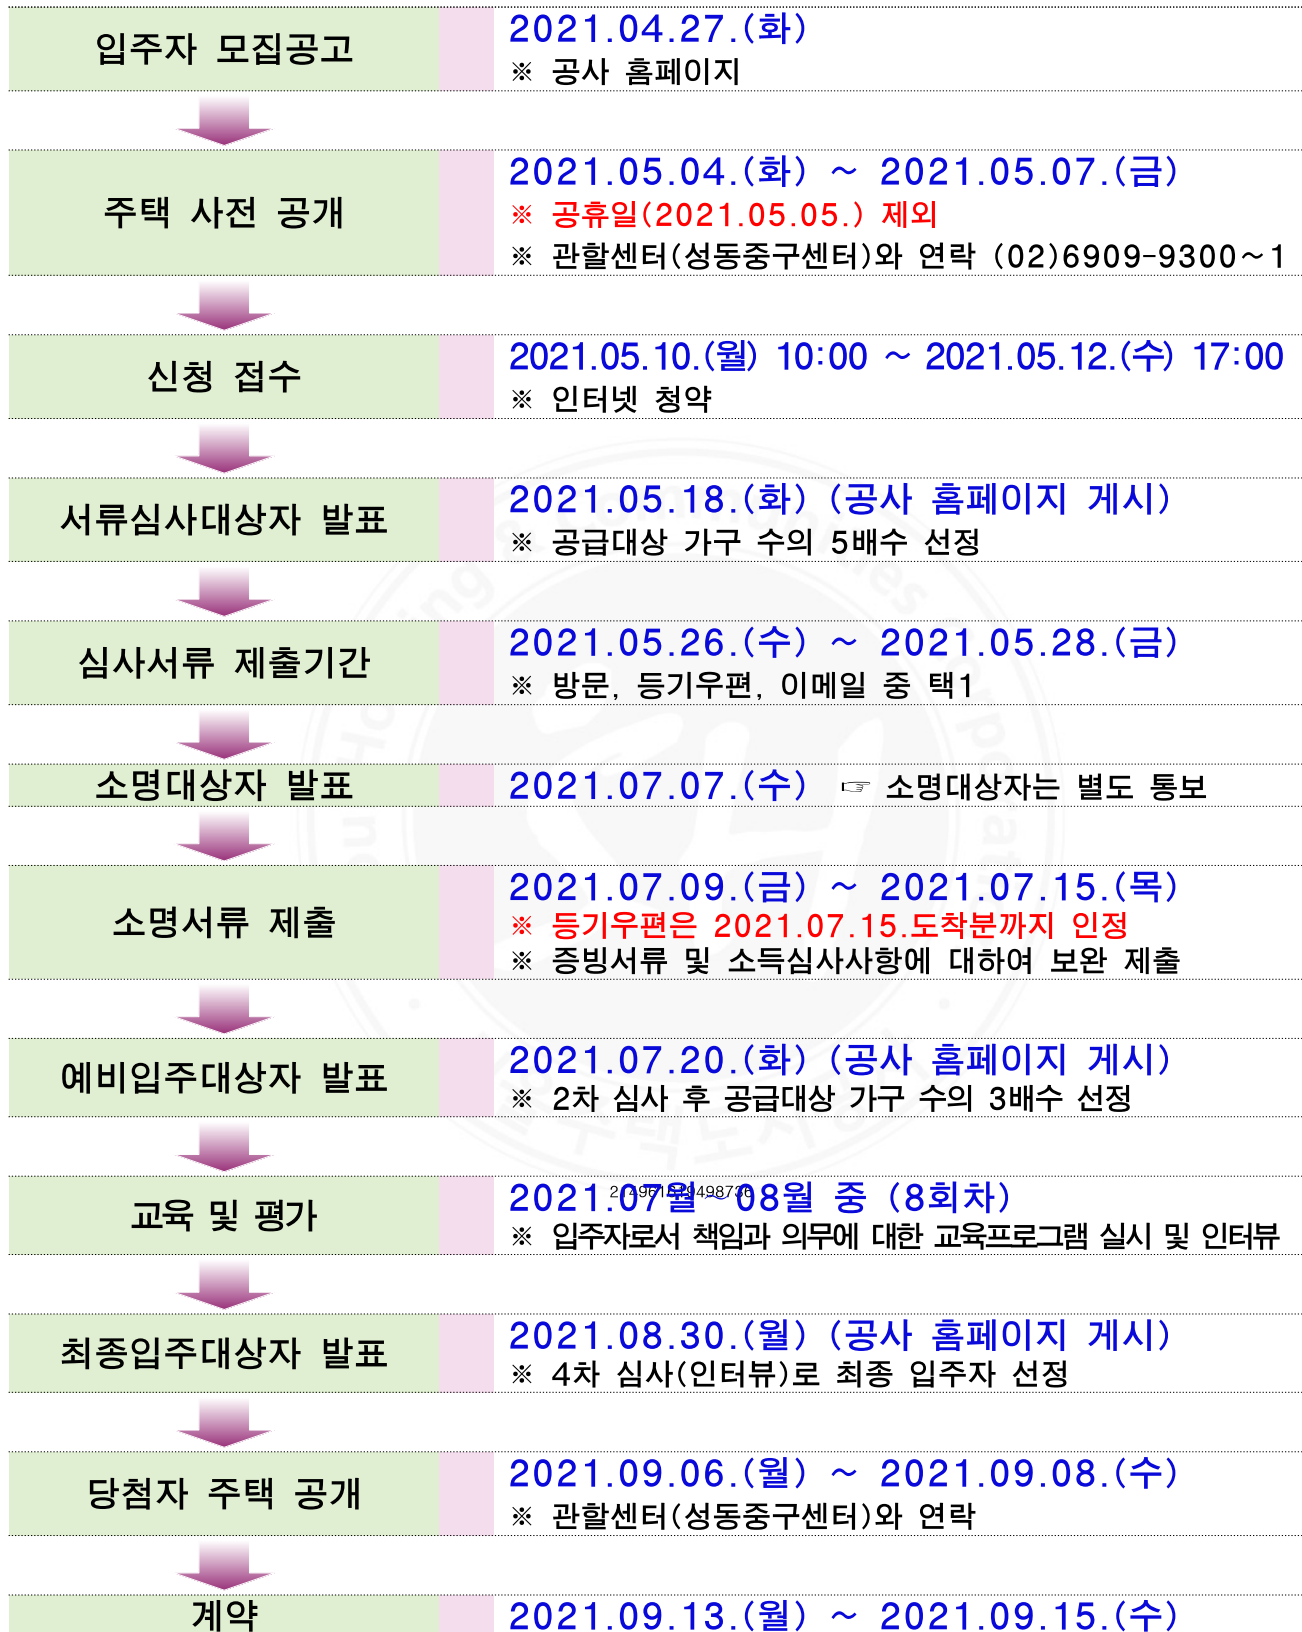 입주자 모집공고
2021.04.27.(화)
※ 공사 홈페이지
주택 사전 공개
2021.05.04.(화) ~ 2021.05.07.(금)
※ 공휴일(2021.05.05.) 제외
※ 관할센터(성동중구센터)와 연락 (02)6909-9300~1
신청 접수
2021.05.10.(월) 10:00 ~ 2021.05.12.(수) 17:00
※ 인터넷 청약
서류심사대상자 발표
2021.05.18.(화) (공사 홈페이지 게시)
※ 공급대상 가구 수의 5배수 선정
심사서류 제출기간
2021.05.26.(수) ~ 2021.05.28.(금)
※ 방문, 등기우편, 이메일 중 택1
소명대상자 발표
2021.07.07.(수) ☞ 소명대상자는 별도 통보
소명서류 제출
2021.07.09.(금) ~ 2021.07.15.(목)
※ 등기우편은 2021.07.15.도착분까지 인정
※ 증빙서류 및 소득심사사항에 대하여 보완 제출
예비입주대상자 발표
2021.07.20.(화) (공사 홈페이지 게시)
※ 2차 심사 후 공급대상 가구 수의 3배수 선정
교육 및 평가
2021.07월~08월 중 (8회차)
※ 입주자로서 책임과 의무에 대한 교육프로그램 실시 및 인터뷰
최종입주대상자 발표
2021.08.30.(월) (공사 홈페이지 게시)
※ 4차 심사(인터뷰)로 최종 입주자 선정
당첨자 주택 공개
2021.09.06.(월) ~ 2021.09.08.(수)
※ 관할센터(성동중구센터)와 연락
계약
2021.09.13.(월) ~ 2021.09.15.(수)